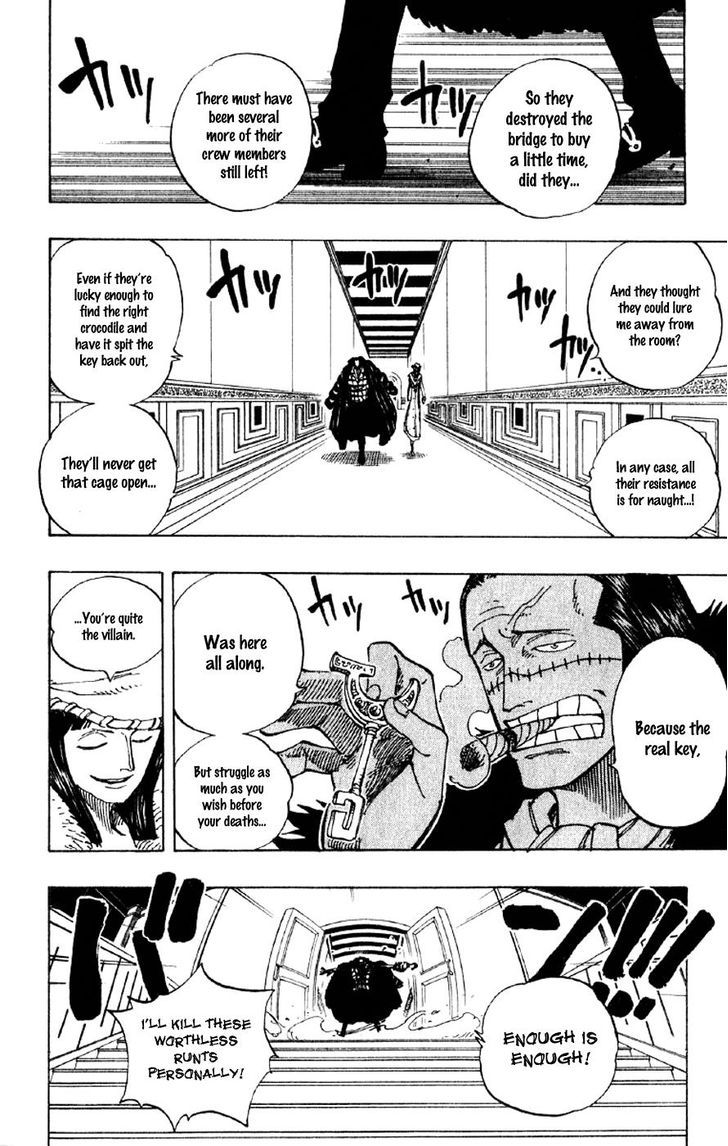 So they
destroyed the
bridge to buy
a little time,
did they...
There must have
been several
more of their
crew members
still left!
カッ
カッ
And they thought
they could lure
me away from
the room?
In any case, all
their resistance
is for naught...!
Even if they're
lucky enough to
find the right
crocodile and
have it spit the
key back out,
They'll never get
that cage open...
カッ
カッ
Because the
real key,
Was here
all along.
But struggle as
much as you
wish before
your deaths...
カッ
カッ
...You're quite
the villain.
ENOUGH IS
ENOUGH!
I'LL KILL THESE
WORTHLESS
RUNTS
PERSONALLY!
バン!!!